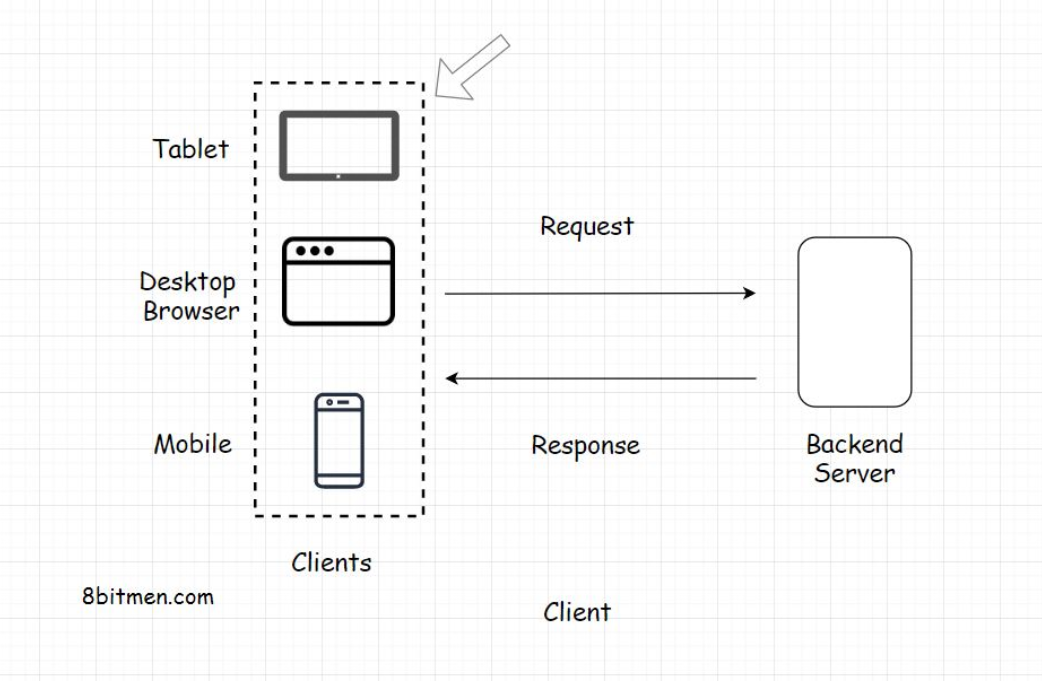 Tablet
Request
Desktop
Browser
Mobile
Response
Backend
Server
Clients
8bitmen.com
Client